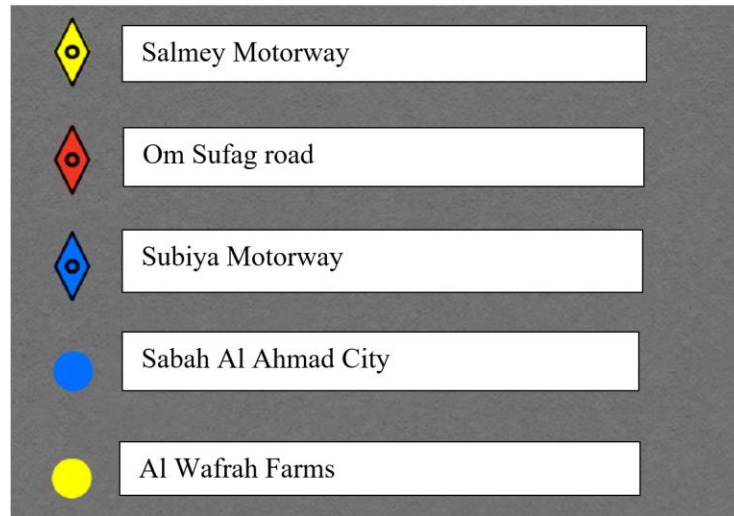 Salmey Motorway
Om Sufag road
Subiya Motorway
Sabah Al Ahmad City
Al Wafrah Farms